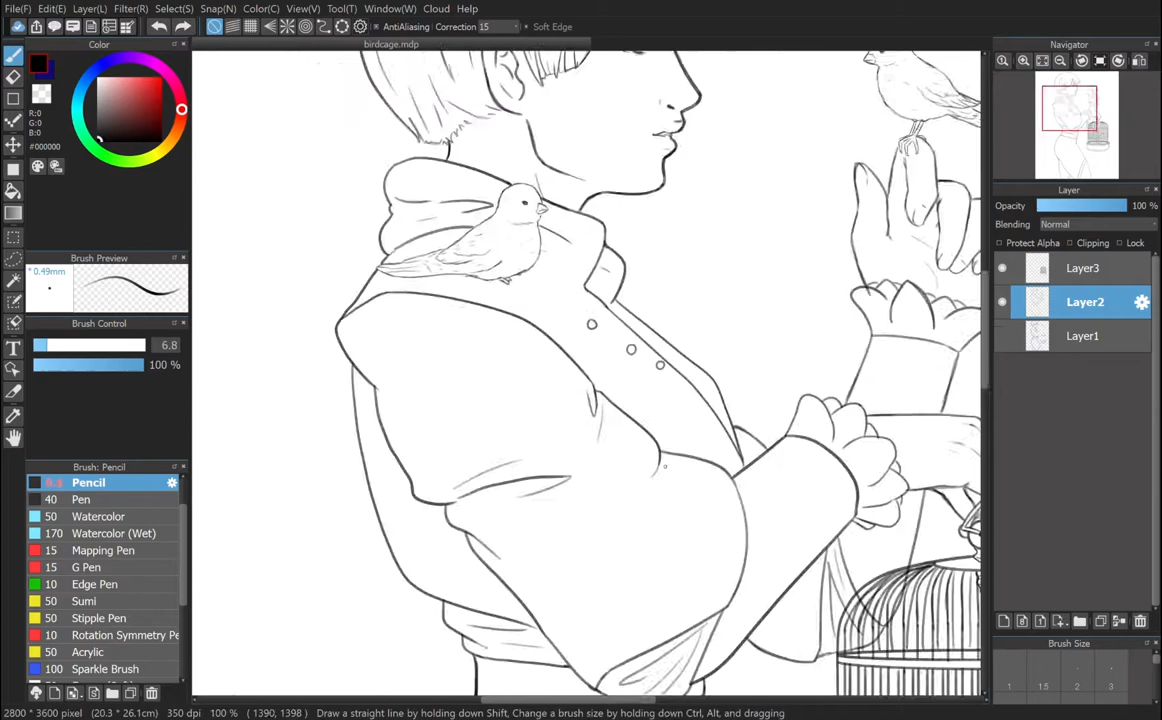 File(F) Edit(E) Layer(L) Filter(R) Select(S) Snap(N) Color(C) View(V) Tool(T) Window(W) Cloud Help
AntiAliasing Correction 15 Soft Edge
Color
birdcage.mdp
Navigator
R:0
G:0
B:0
#000000
Layer
Opacity 100 %
Blending Normal
Protect Alpha Clipping Lock
Brush Preview
* 0.49mm
Layer3
Layer2
Layer1
Brush Control
6.8
100 %
Brush: Pencil
Pencil
40 Pen
50 Watercolor
170 Watercolor (Wet)
15 Mapping Pen
15 G Pen
10 Edge Pen
50 Sumi
50 Stipple Pen
10 Rotation Symmetry Pe
50 Acrylic
100 Sparkle Brush
Brush Size
1 1.5 2 3
2800 * 3600 pixel (20.3 * 26.1cm) 350 dpi 100 % ( 1390, 1398 ) Draw a straight line by holding down Shift, Change a brush size by holding down Ctrl, Alt, and dragging